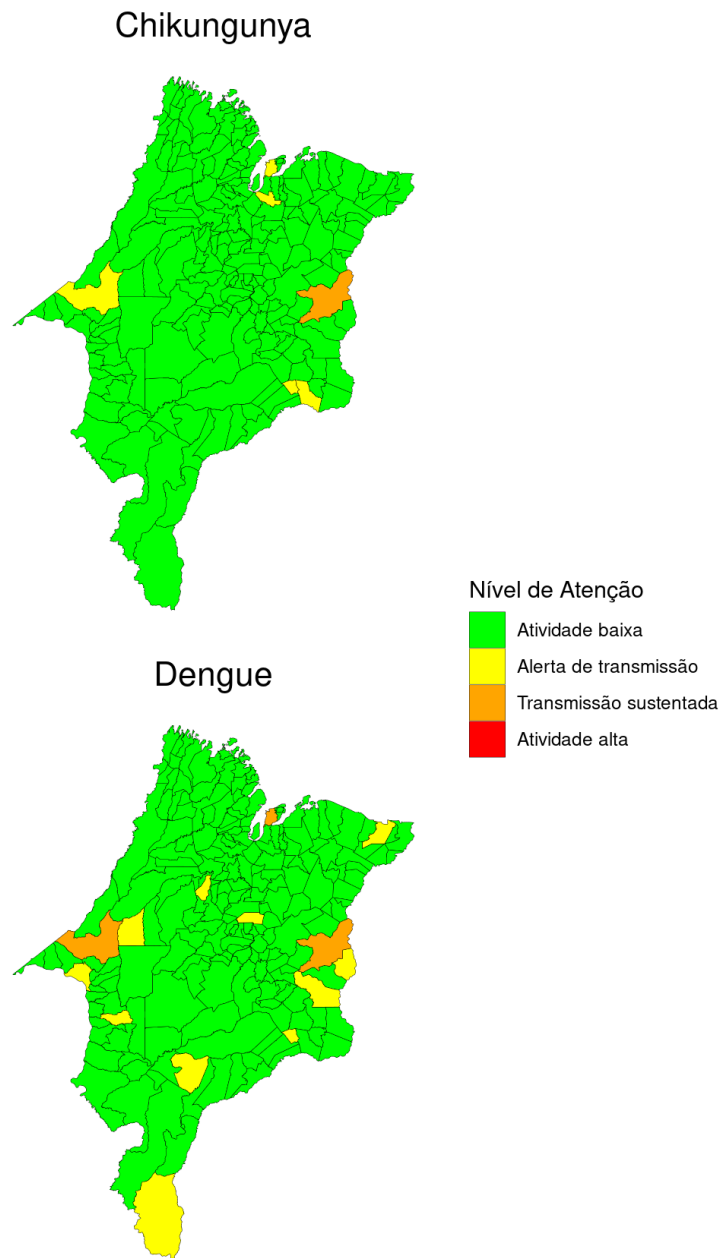 Chikungunya
Nível de Atenção
Atividade baixa
Alerta de transmissão
Transmissão sustentada
Atividade alta
Dengue